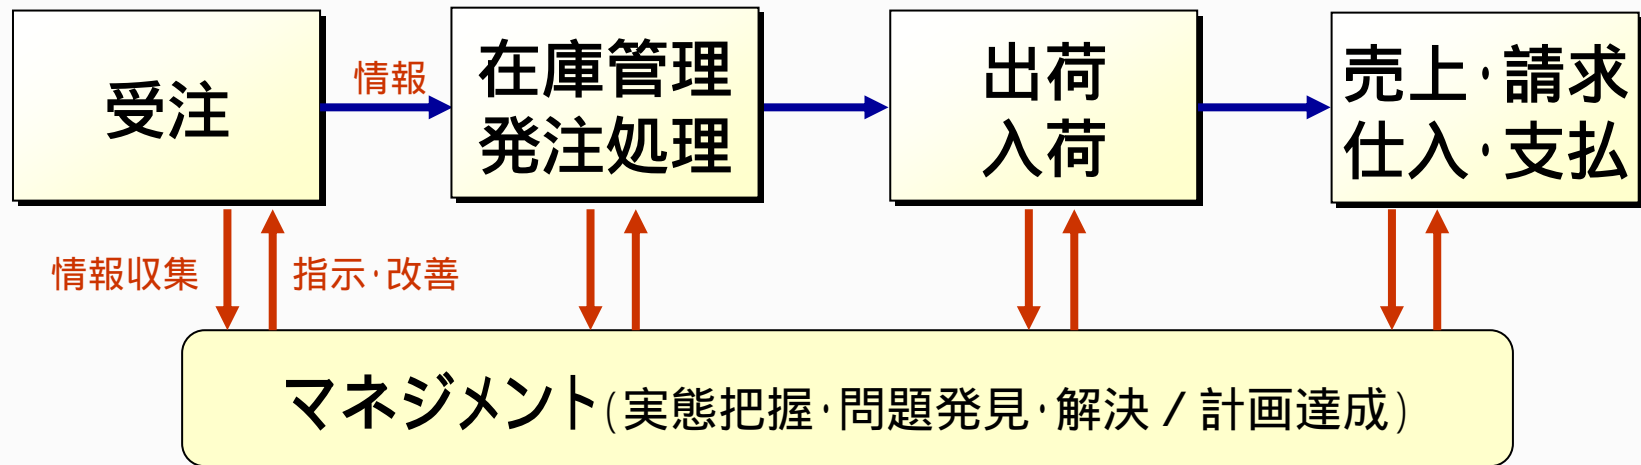 受注
情報
在庫管理
発注処理
出荷
入荷
売上・請求
仕入・支払
情報収集
指示・改善
マネジメント(実態把握・問題発見・解決/計画達成)